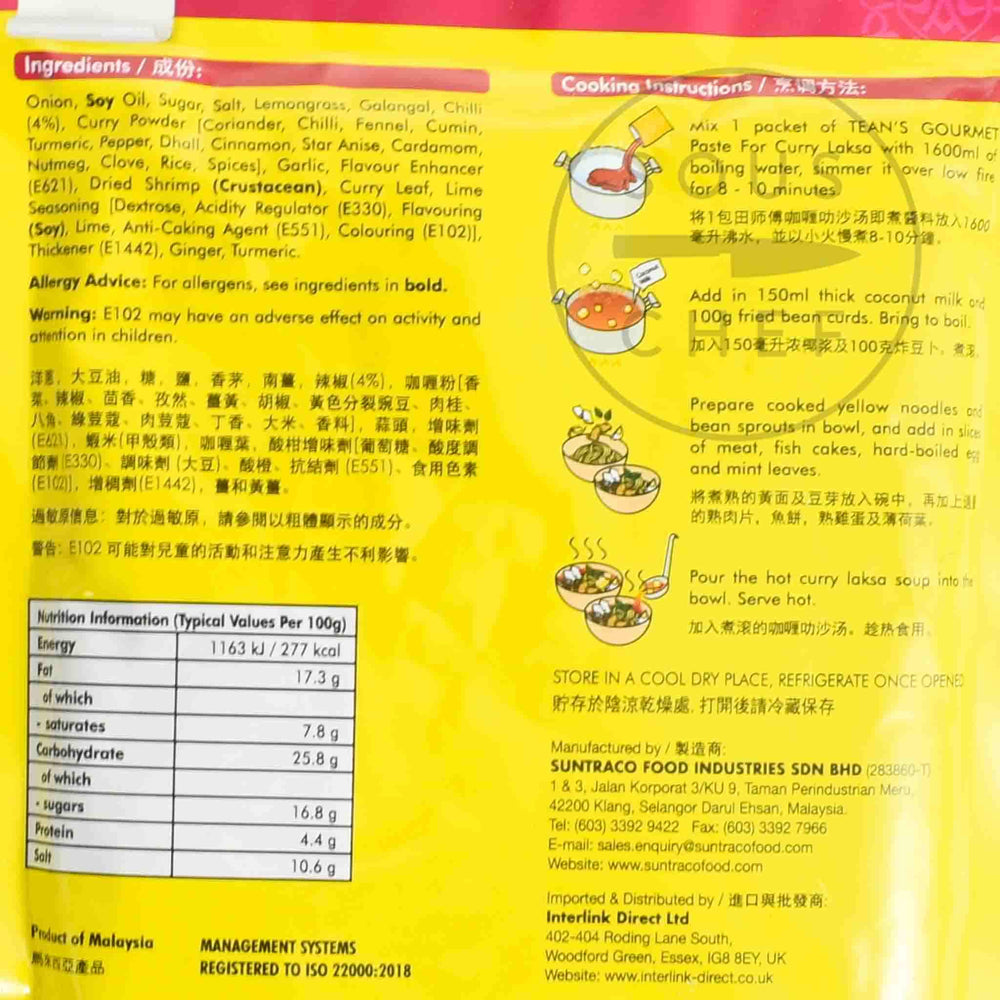 Ingredients / 成份:
Onion, Soy Oil, Sugar, Salt, Lemongrass, Galangal, Chilli
(4%), Curry Powder [Coriander, Chilli, Fennel, Cumin,
Turmeric, Pepper, Dhall, Cinnamon, Star Anise, Cardamom,
Nutmeg, Clove, Rice, Spices], Garlic, Flavour Enhancer
(E621), Dried Shrimp (Crustacean), Curry Leaf, Lime
Seasoning [Dextrose, Acidity Regulator (E330), Flavouring
(Soy), Lime, Anti-Caking Agent (E551), Colouring (E102)],
Thickener (E1442), Ginger, Turmeric.
Allergy Advice: For allergens, see ingredients in bold.
Warning: E102 may have an adverse effect on activity and
attention in children.
洋蔥, 大豆油, 糖, 鹽, 香茅, 南薑, 辣椒(4%), 咖喱粉[香
菜、辣椒、茴香、孜然、薑黃、胡椒、黃色分裂豌豆、肉桂、
八角、綠荳蔻、肉荳蔻、丁香、大米、香料], 蒜頭, 增味劑
(E621), 蝦米(甲殼類), 咖喱葉, 酸柑增味劑[葡萄糖、酸度調
節劑(E330)、調味劑 (大豆)、酸橙、抗結劑 (E551)、食用色素
(E102)], 增稠劑(E1442), 薑和黃薑。
過敏原信息: 對於過敏原, 請參閱以粗體顯示的成分。
警告: E102 可能對兒童的活動和注意力產生不利影響。
Nutrition Information (Typical Values Per 100g)
Energy 1163 kJ / 277 kcal
Fat 17.3 g
of which
- saturates 7.8 g
Carbohydrate 25.8 g
of which
- sugars 16.8 g
Protein 4.4 g
Salt 10.6 g
Product of Malaysia
馬來西亞產品
MANAGEMENT SYSTEMS
REGISTERED TO ISO 22000:2018
Cooking Instructions / 烹调方法:
Mix 1 packet of TEAN'S GOURMET
Paste For Curry Laksa with 1600ml of
boiling water, simmer it over low fire
for 8 - 10 minutes.
将1包田师傅咖喱叻沙汤即煮醬料放入1600
毫升沸水, 並以小火慢煮8-10分鐘。
Coconut
Milk
Add in 150ml thick coconut milk and
100g fried bean curds. Bring to boil.
加入150毫升浓椰浆及100克炸豆卜。煮滚.
Prepare cooked yellow noodles and
bean sprouts in bowl, and add in slices
of meat, fish cakes, hard-boiled egg
and mint leaves.
將煮熟的黃面及豆芽放入碗中, 再加上
的熟肉片, 魚餅, 熟雞蛋及薄荷葉。
Pour the hot curry laksa soup into the
bowl. Serve hot.
加入煮滾的咖喱叻沙汤。趁热食用。
STORE IN A COOL DRY PLACE, REFRIGERATE ONCE OPENED
貯存於陰涼乾燥處, 打開後請冷藏保存
Manufactured by / 製造商:
SUNTRACO FOOD INDUSTRIES SDN BHD (283860-T)
1 & 3, Jalan Korporat 3/KU 9, Taman Perindustrian Meru,
42200 Klang, Selangor Darul Ehsan, Malaysia.
Tel: (603) 3392 9422 Fax: (603) 3392 7966
E-mail: sales.enquiry@suntracofood.com
Website: www.suntracofood.com
Imported & Distributed by / 進口與批發商:
Interlink Direct Ltd
402-404 Roding Lane South,
Woodford Green, Essex, IG8 8EY, UK
Website: www.interlink-direct.co.uk
SOUS
CHEF